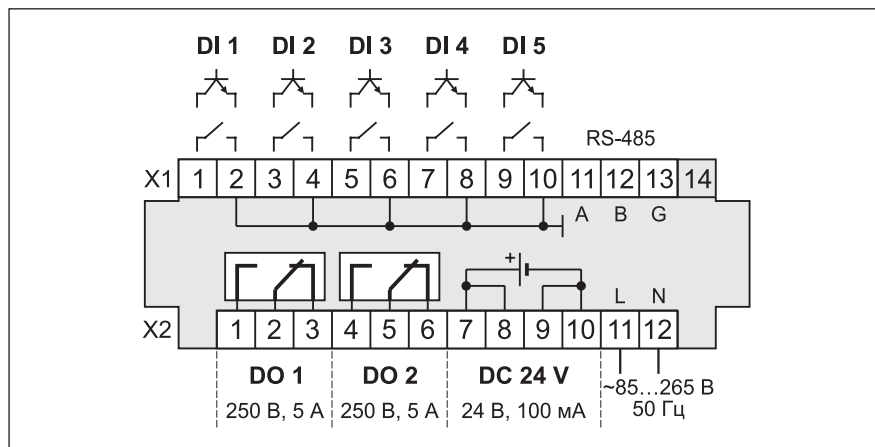 DI 1 DI 2 DI 3 DI 4 DI 5
RS-485
X1 1 2 3 4 5 6 7 8 9 10 11 12 13 14
A B G
+
L N
X2 1 2 3 4 5 6 7 8 9 10 11 12
DO 1 DO 2 DC 24 V ~85...265 В
250 В, 5 А 250 В, 5 А 24 В, 100 мА 50 Гц